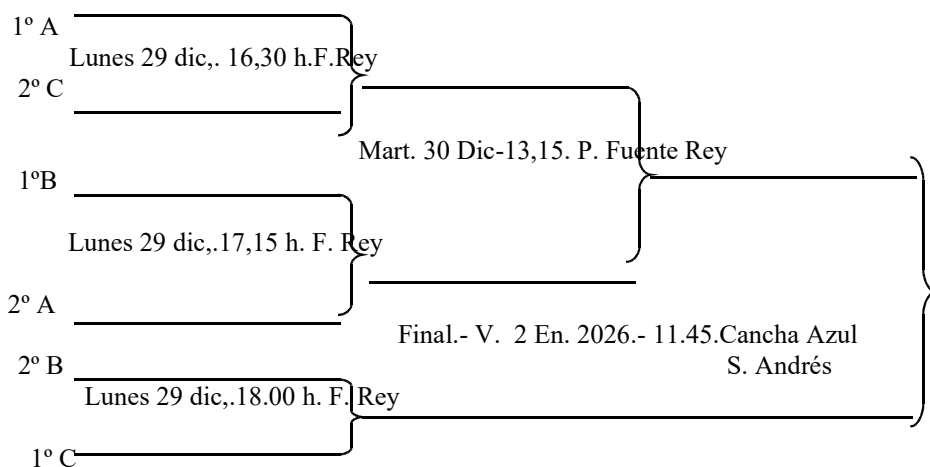 1º A
Lunes 29 dic,. 16,30 h.F.Rey
2º C
Mart. 30 Dic-13,15. P. Fuente Rey
1ºB
Lunes 29 dic,.17,15 h. F. Rey
2º A
Final.- V. 2 En. 2026.- 11.45.Cancha Azul
S. Andrés
2º B
Lunes 29 dic,.18.00 h. F. Rey
1º C